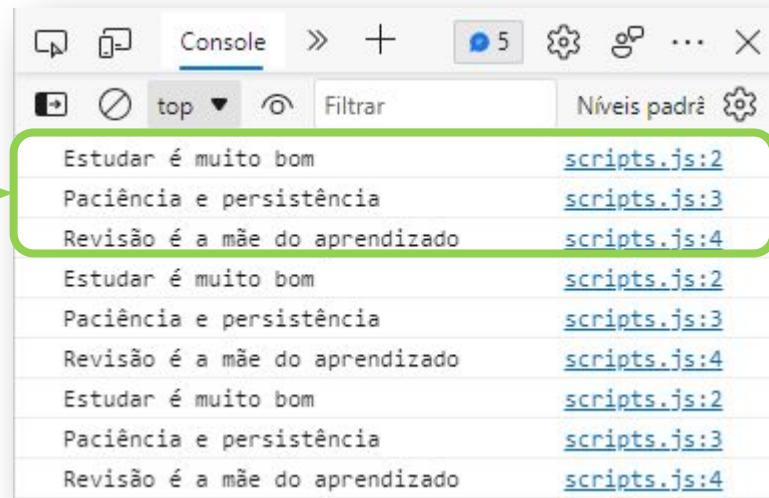 Console
5
top
Filtrar
Níveis padrã
Estudar é muito bom scripts.js:2
Paciência e persistência scripts.js:3
Revisão é a mãe do aprendizado scripts.js:4
Estudar é muito bom scripts.js:2
Paciência e persistência scripts.js:3
Revisão é a mãe do aprendizado scripts.js:4
Estudar é muito bom scripts.js:2
Paciência e persistência scripts.js:3
Revisão é a mãe do aprendizado scripts.js:4